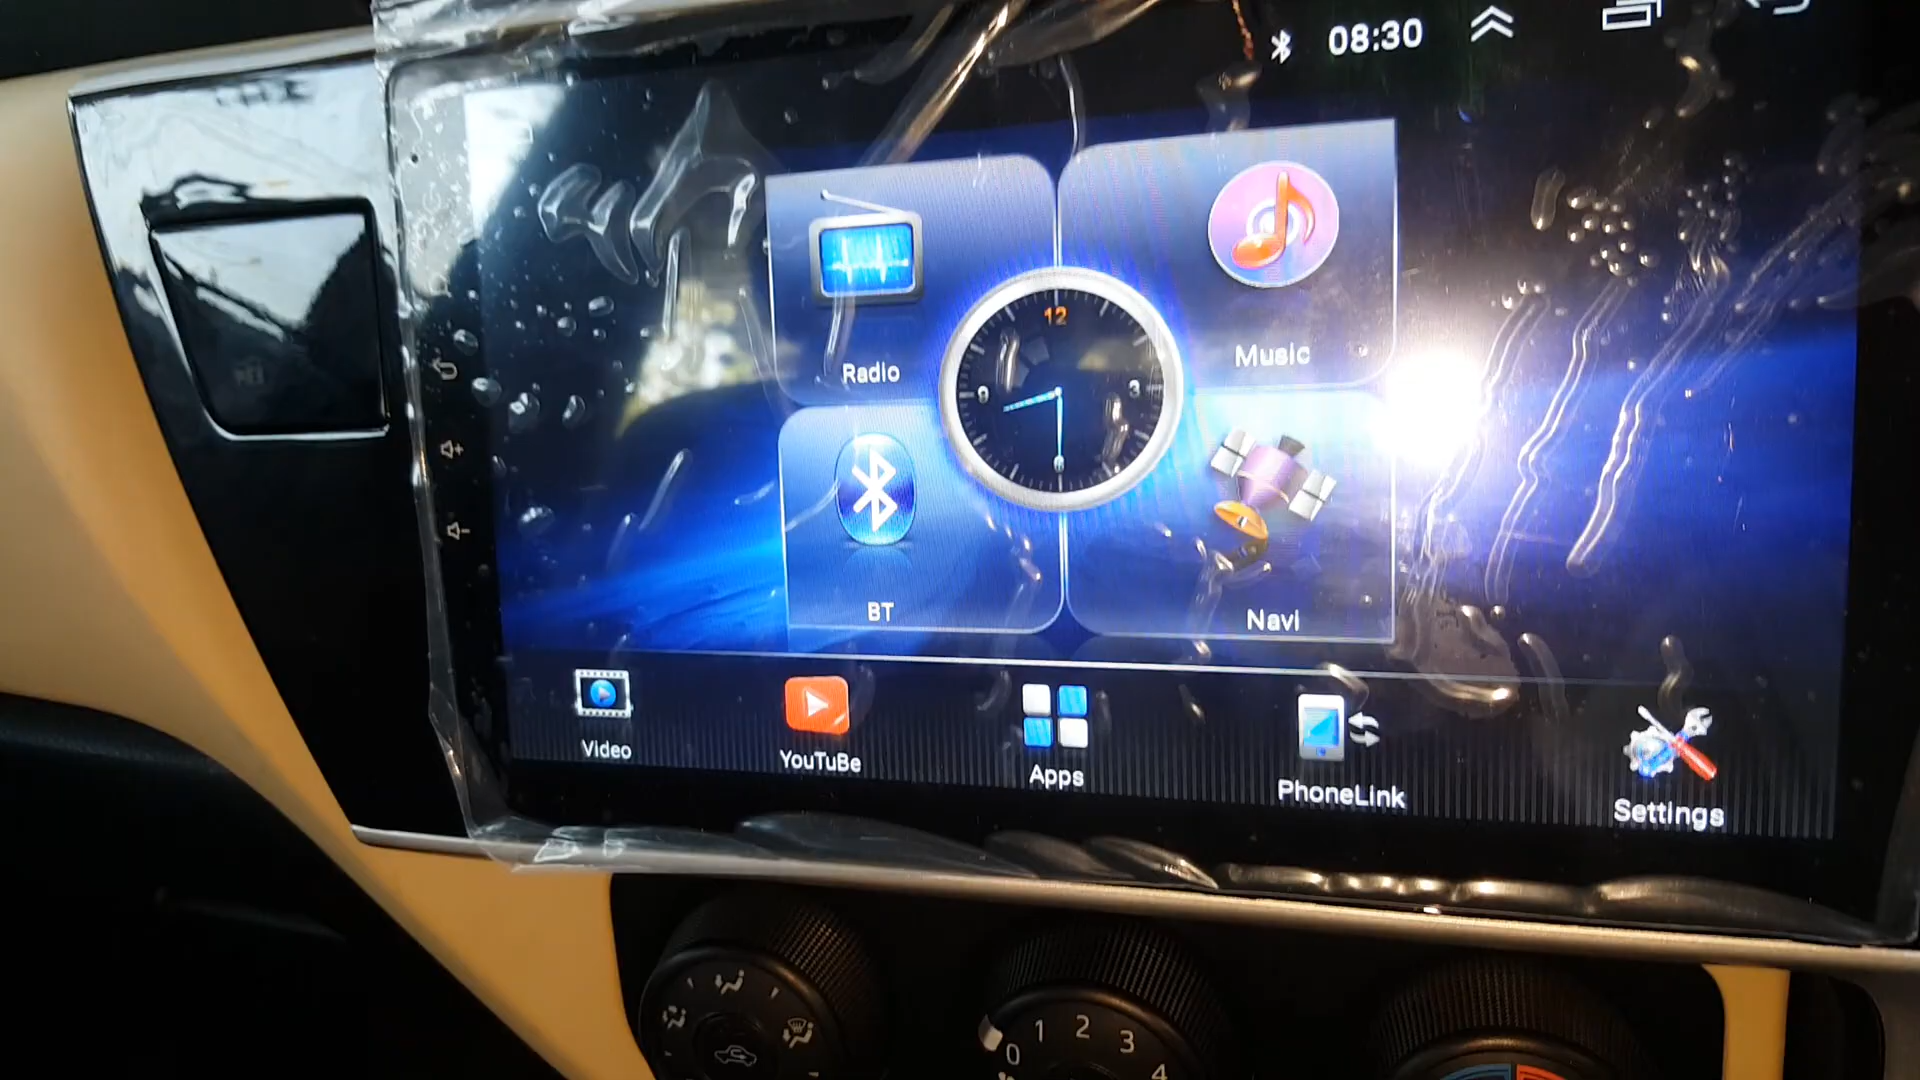 08:30
Radio
Music
12
9
3
6
BT
Navi
Video
YouTuBe
Apps
PhoneLink
Settings
0 1 2 3 4